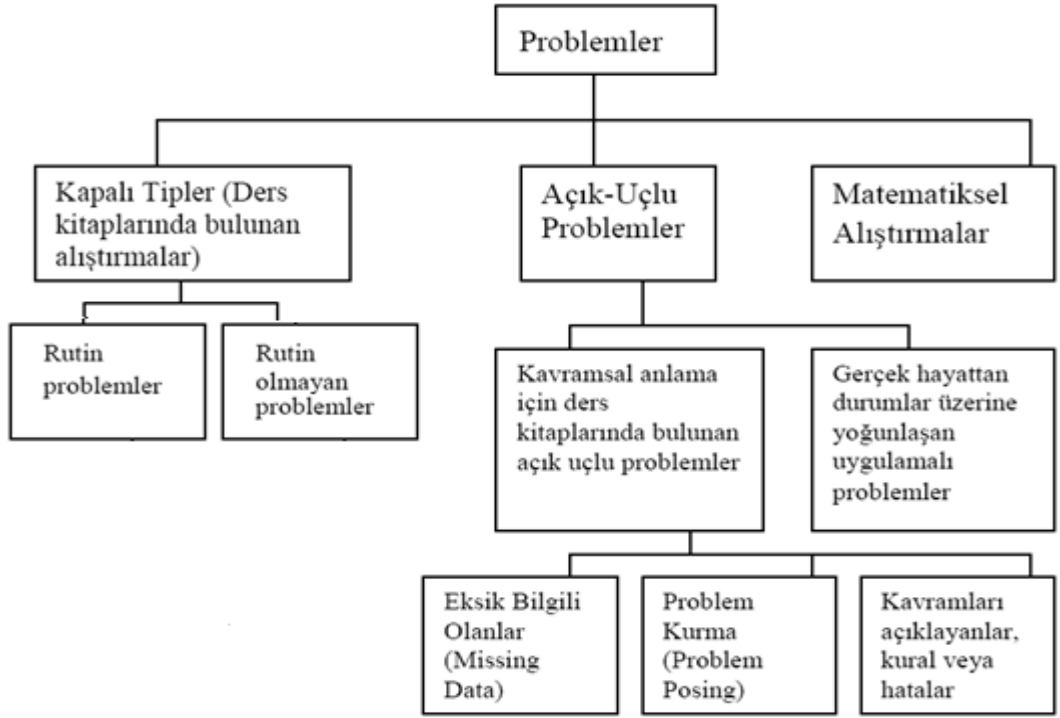 Problemler
Kapalı Tipler (Ders
kitaplarında bulunan
alıştırmalar)
Açık-Uçlu
Problemler
Matematiksel
Alıştırmalar
Rutin
problemler
Rutin
olmayan
problemler
Kavramsal anlama
için ders
kitaplarında bulunan
açık uçlu problemler
Gerçek hayattan
durumlar üzerine
yoğunlaşan
uygulamalı
problemler
Eksik Bilgili
Olanlar
(Missing
Data)
Problem
Kurma
(Problem
Posing)
Kavramları
açıklayanlar,
kural veya
hatalar